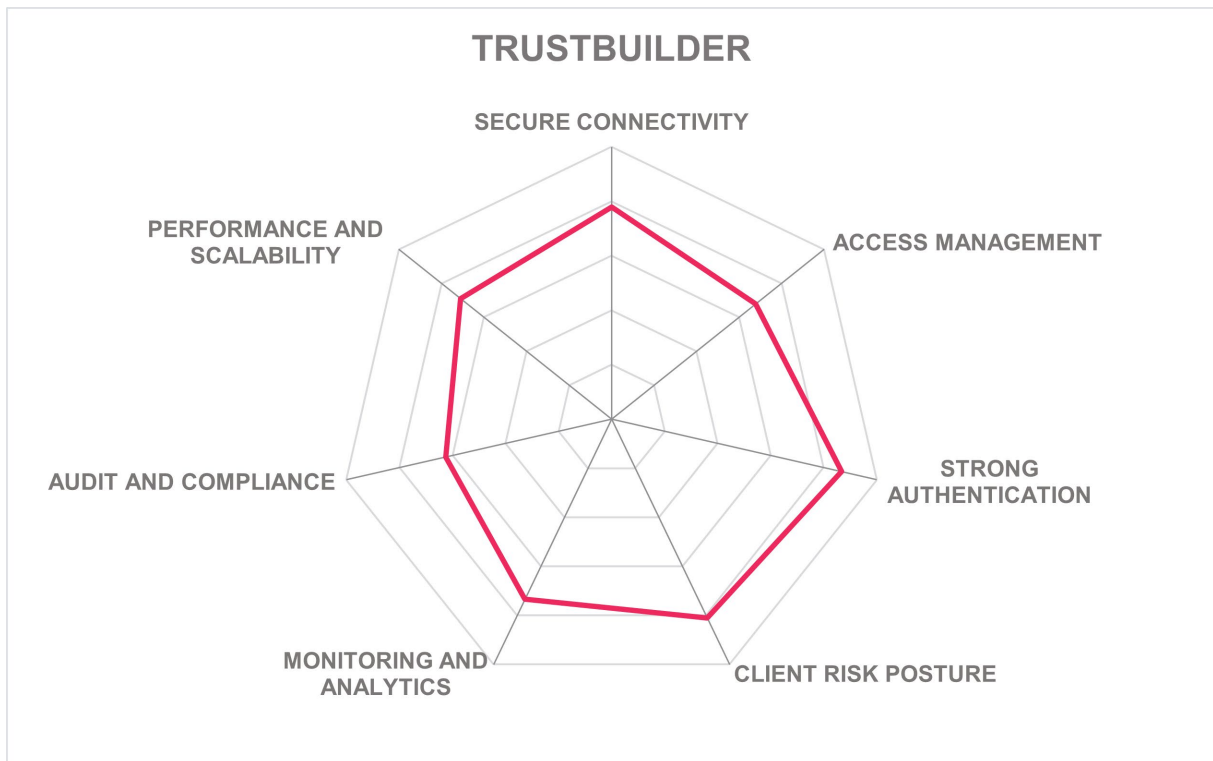 TRUSTBUILDER
SECURE CONNECTIVITY
PERFORMANCE AND
SCALABILITY
ACCESS MANAGEMENT
AUDIT AND COMPLIANCE
STRONG
AUTHENTICATION
MONITORING AND
ANALYTICS
CLIENT RISK POSTURE